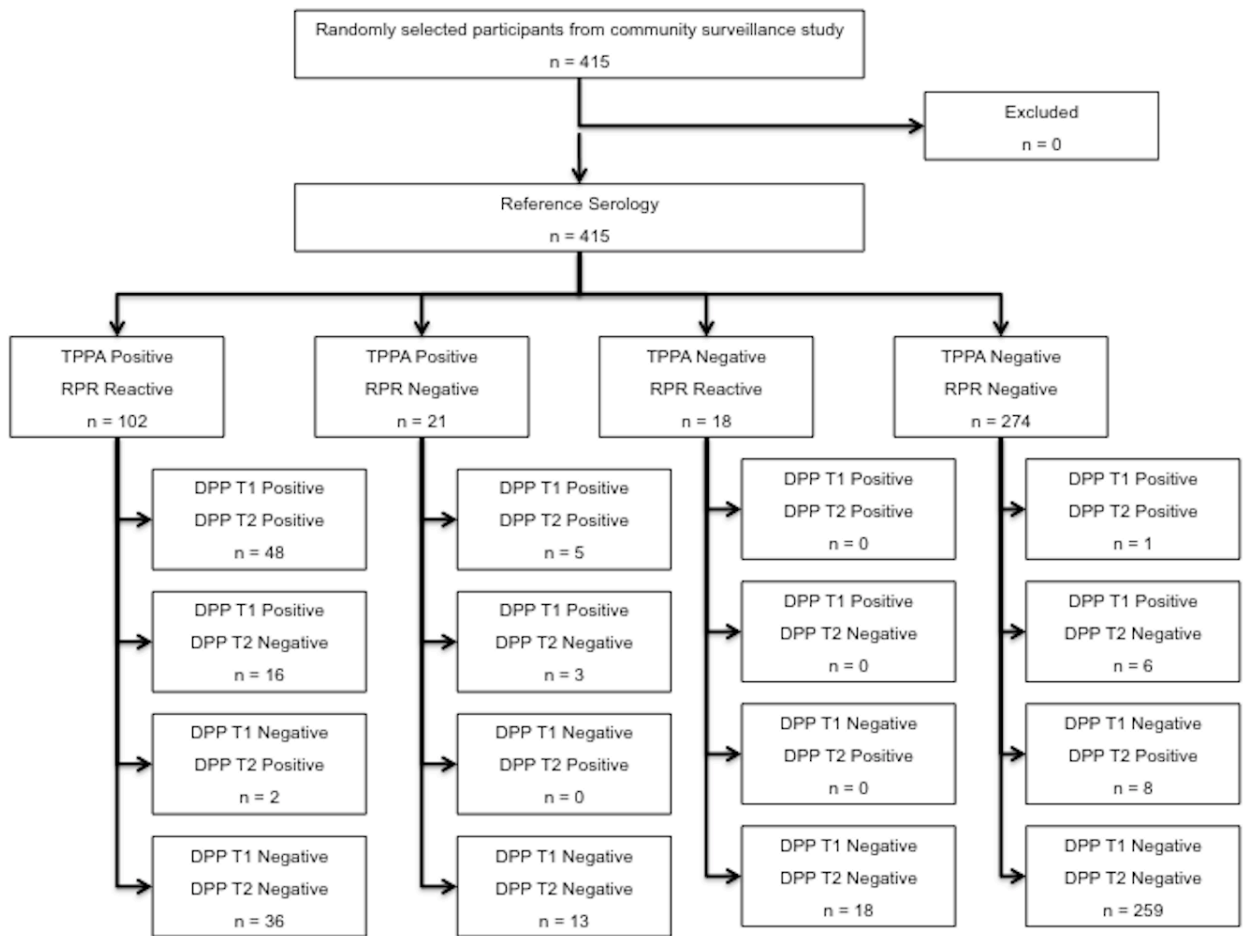 Randomly selected participants from community surveillance study
n = 415
Excluded
n = 0
Reference Serology
n = 415
TPPA Positive
RPR Reactive
n = 102
TPPA Positive
RPR Negative
n = 21
TPPA Negative
RPR Reactive
n = 18
TPPA Negative
RPR Negative
n = 274
DPP T1 Positive
DPP T2 Positive
n = 48
DPP T1 Positive
DPP T2 Negative
n = 16
DPP T1 Negative
DPP T2 Positive
n = 2
DPP T1 Negative
DPP T2 Negative
n = 36
DPP T1 Positive
DPP T2 Positive
n = 5
DPP T1 Positive
DPP T2 Negative
n = 3
DPP T1 Negative
DPP T2 Positive
n = 0
DPP T1 Negative
DPP T2 Negative
n = 13
DPP T1 Positive
DPP T2 Positive
n = 0
DPP T1 Positive
DPP T2 Negative
n = 0
DPP T1 Negative
DPP T2 Positive
n = 0
DPP T1 Negative
DPP T2 Negative
n = 18
DPP T1 Positive
DPP T2 Positive
n = 1
DPP T1 Positive
DPP T2 Negative
n = 6
DPP T1 Negative
DPP T2 Positive
n = 8
DPP T1 Negative
DPP T2 Negative
n = 259